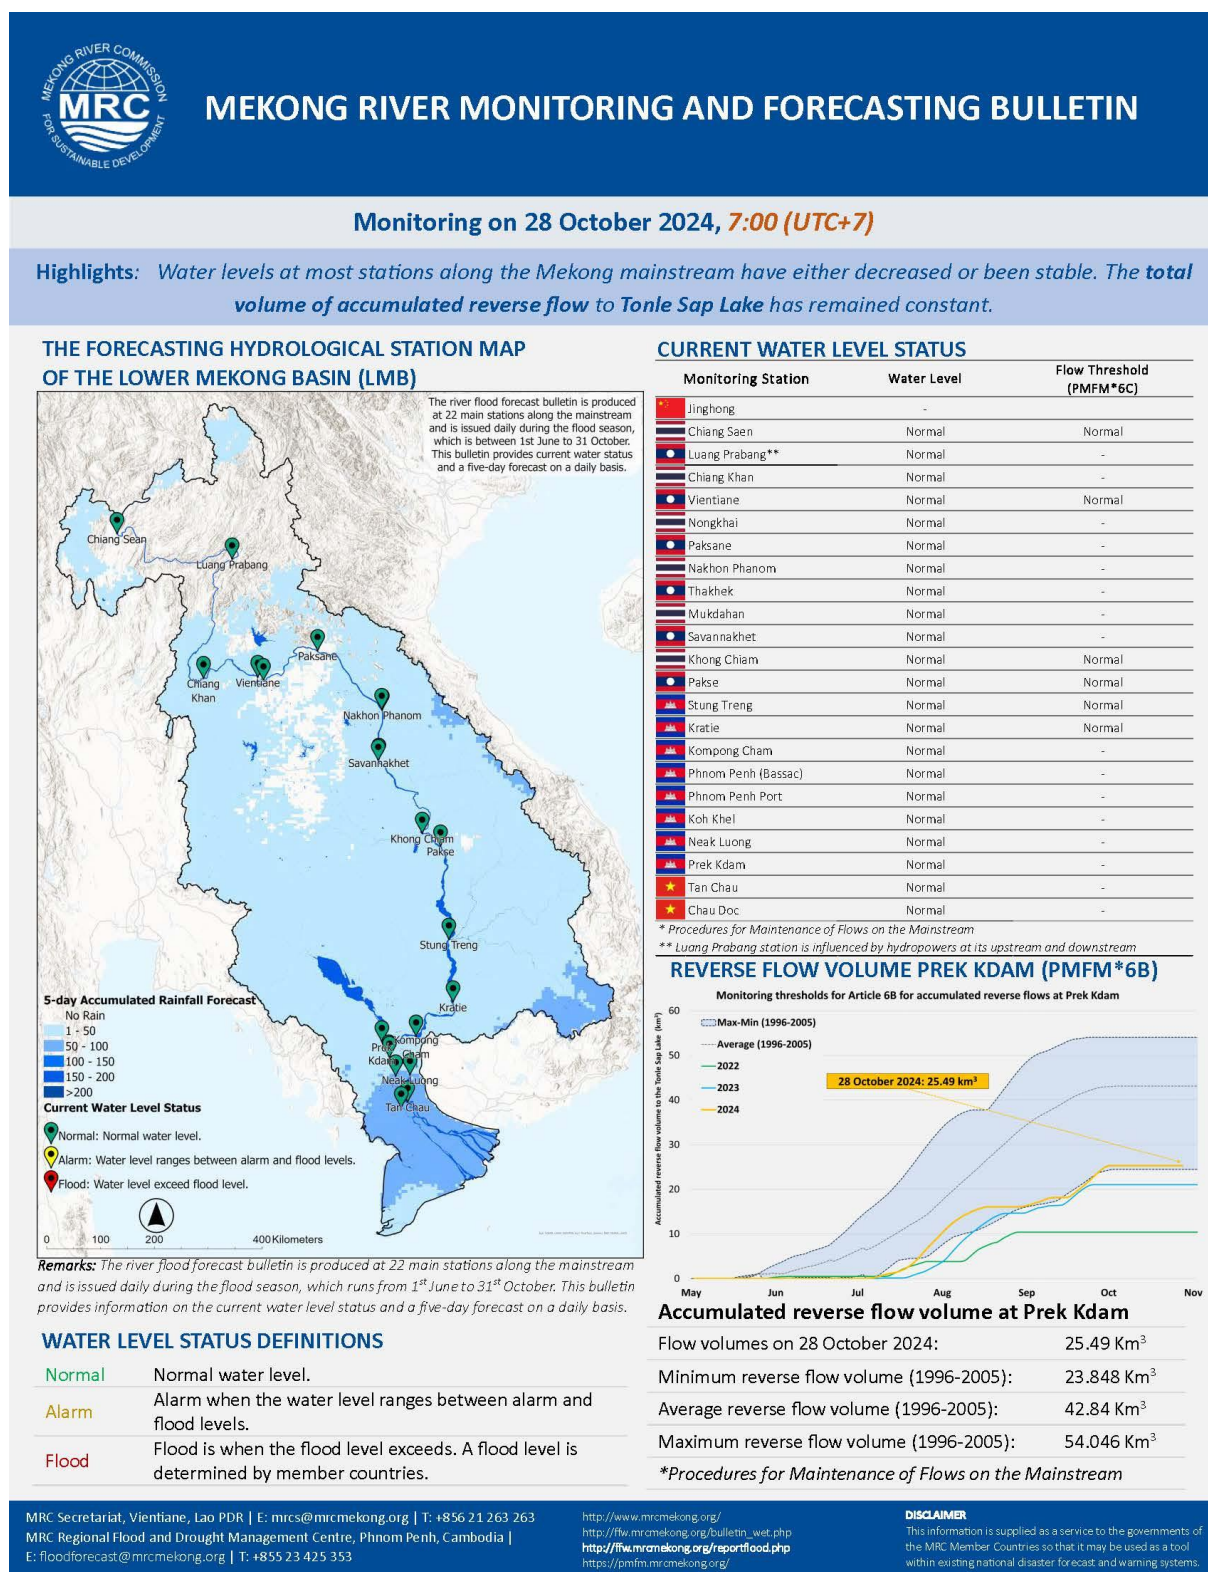 MEKONG RIVER COMMISSION
MRC
FOR SUSTAINABLE DEVELOPMENT
MEKONG RIVER MONITORING AND FORECASTING BULLETIN
Monitoring on 28 October 2024, 7:00 (UTC+7)
Highlights: Water levels at most stations along the Mekong mainstream have either decreased or been stable. The total
volume of accumulated reverse flow to Tonle Sap Lake has remained constant.
THE FORECASTING HYDROLOGICAL STATION MAP
OF THE LOWER MEKONG BASIN (LMB)
The river flood forecast bulletin is produced
at 22 main stations along the mainstream
and is issued daily during the flood season,
which is between 1st June to 31 October.
This bulletin provides current water status
and a five-day forecast on a daily basis.
Chiang Sean
Luang Prabang
Paksane
Chiang
Khan
Vientiane
Nakhon Phanom
Savannakhet
Khong Chiam
Pakse
Stung Treng
Kratie
Kompong
Cham
Prek
Kdam
Neak Luong
Tan Chau
5-day Accumulated Rainfall Forecast
No Rain
1 - 50
50 - 100
100 - 150
150 - 200
>200
Current Water Level Status
Normal: Normal water level.
Alarm: Water level ranges between alarm and flood levels.
Flood: Water level exceed flood level.
0 100 200 400 Kilometers
Remarks: The river flood forecast bulletin is produced at 22 main stations along the mainstream
and is issued daily during the flood season, which runs from 1st June to 31st October. This bulletin
provides information on the current water level status and a five-day forecast on a daily basis.
WATER LEVEL STATUS DEFINITIONS
Normal Normal water level.
Alarm Alarm when the water level ranges between alarm and
flood levels.
Flood Flood is when the flood level exceeds. A flood level is
determined by member countries.
CURRENT WATER LEVEL STATUS
Monitoring Station Water Level Flow Threshold
(PMFM*6C)
Jinghong -
Chiang Saen Normal Normal
Luang Prabang** Normal -
Chiang Khan Normal -
Vientiane Normal Normal
Nongkhai Normal -
Paksane Normal -
Nakhon Phanom Normal -
Thakhek Normal -
Mukdahan Normal -
Savannakhet Normal -
Khong Chiam Normal Normal
Pakse Normal Normal
Stung Treng Normal Normal
Kratie Normal Normal
Kompong Cham Normal -
Phnom Penh (Bassac) Normal -
Phnom Penh Port Normal -
Koh Khel Normal -
Neak Luong Normal -
Prek Kdam Normal -
Tan Chau Normal -
Chau Doc Normal -
* Procedures for Maintenance of Flows on the Mainstream
** Luang Prabang station is influenced by hydropowers at its upstream and downstream
REVERSE FLOW VOLUME PREK KDAM (PMFM*6B)
Monitoring thresholds for Article 6B for accumulated reverse flows at Prek Kdam
Accumulated reverse flow volume to the Tonle Sap Lake (km³)
60
50
40
30
20
10
0
Max-Min (1996-2005)
Average (1996-2005)
2022
2023
2024
28 October 2024: 25.49 km³
May Jun Jul Aug Sep Oct Nov
Accumulated reverse flow volume at Prek Kdam
Flow volumes on 28 October 2024: 25.49 Km³
Minimum reverse flow volume (1996-2005): 23.848 Km³
Average reverse flow volume (1996-2005): 42.84 Km³
Maximum reverse flow volume (1996-2005): 54.046 Km³
*Procedures for Maintenance of Flows on the Mainstream
MRC Secretariat, Vientiane, Lao PDR | E: mrcs@mrcmekong.org | T: +856 21 263 263
MRC Regional Flood and Drought Management Centre, Phnom Penh, Cambodia |
E: floodforecast@mrcmekong.org | T: +855 23 425 353
http://www.mrcmekong.org/
http://ffw.mrcmekong.org/bulletin_wet.php
http://ffw.mrcmekong.org/reportflood.php
https://pmfm.mrcmekong.org/
DISCLAIMER
This information is supplied as a service to the governments of
the MRC Member Countries so that it may be used as a tool
within existing national disaster forecast and warning systems.